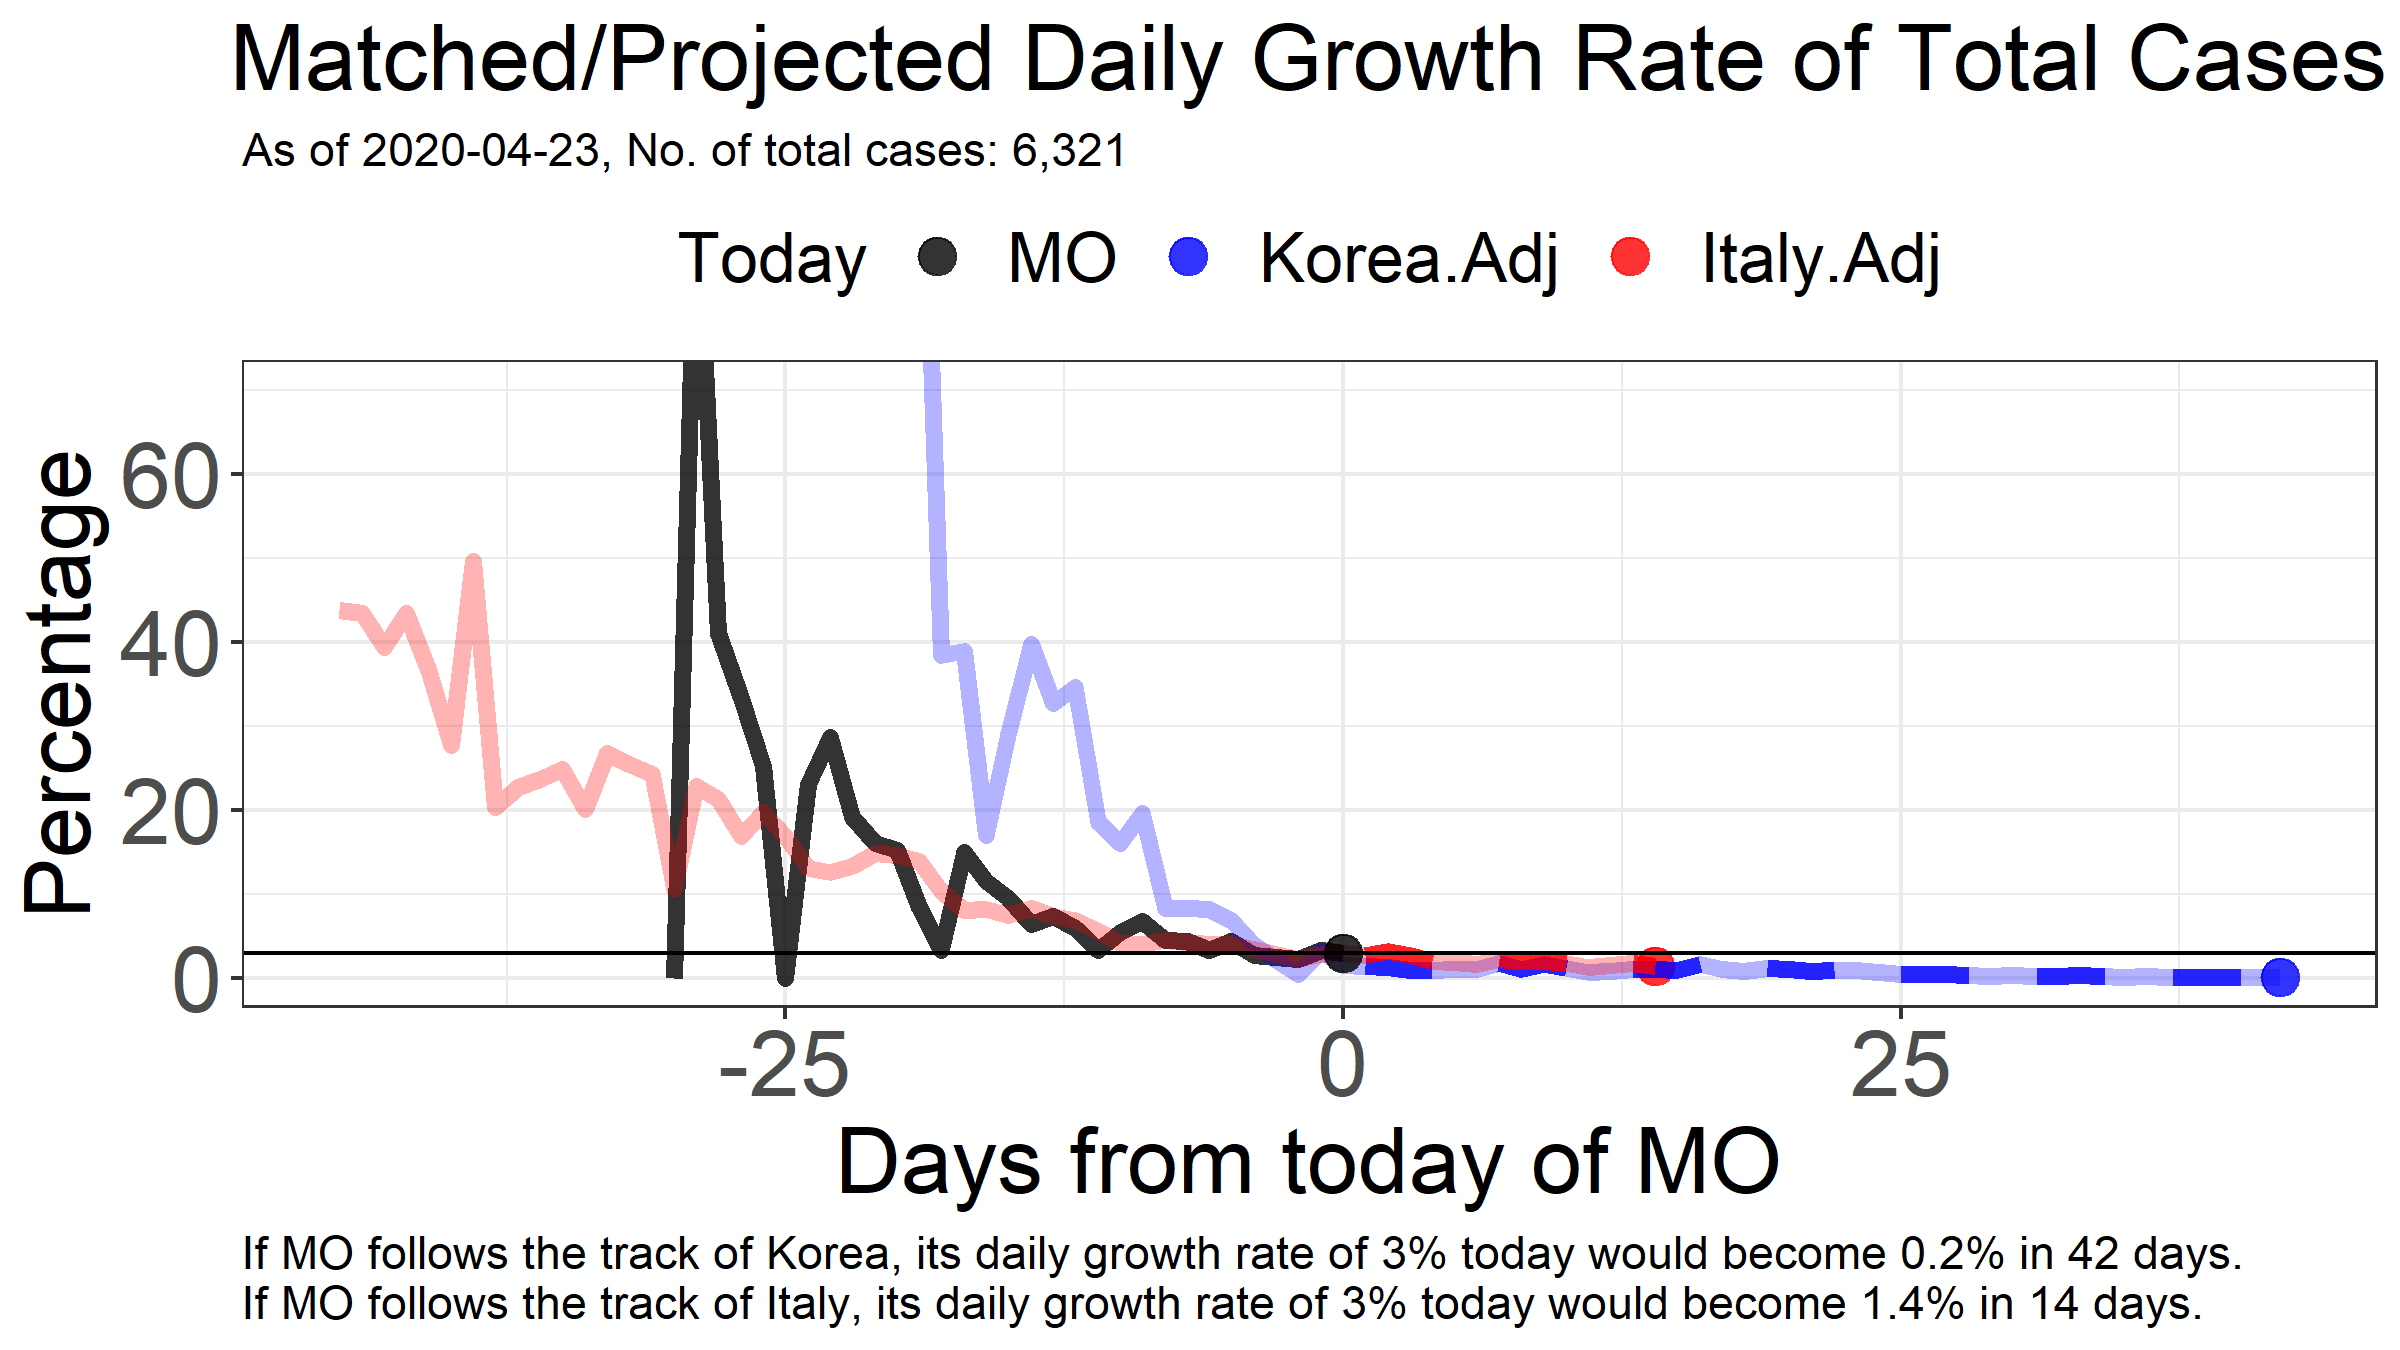 Matched/Projected Daily Growth Rate of Total Cases
As of 2020-04-23, No. of total cases: 6,321
Today MO Korea.Adj Italy.Adj
Percentage
60
40
20
0
-25 0 25
Days from today of MO
If MO follows the track of Korea, its daily growth rate of 3% today would become 0.2% in 42 days.
If MO follows the track of Italy, its daily growth rate of 3% today would become 1.4% in 14 days.